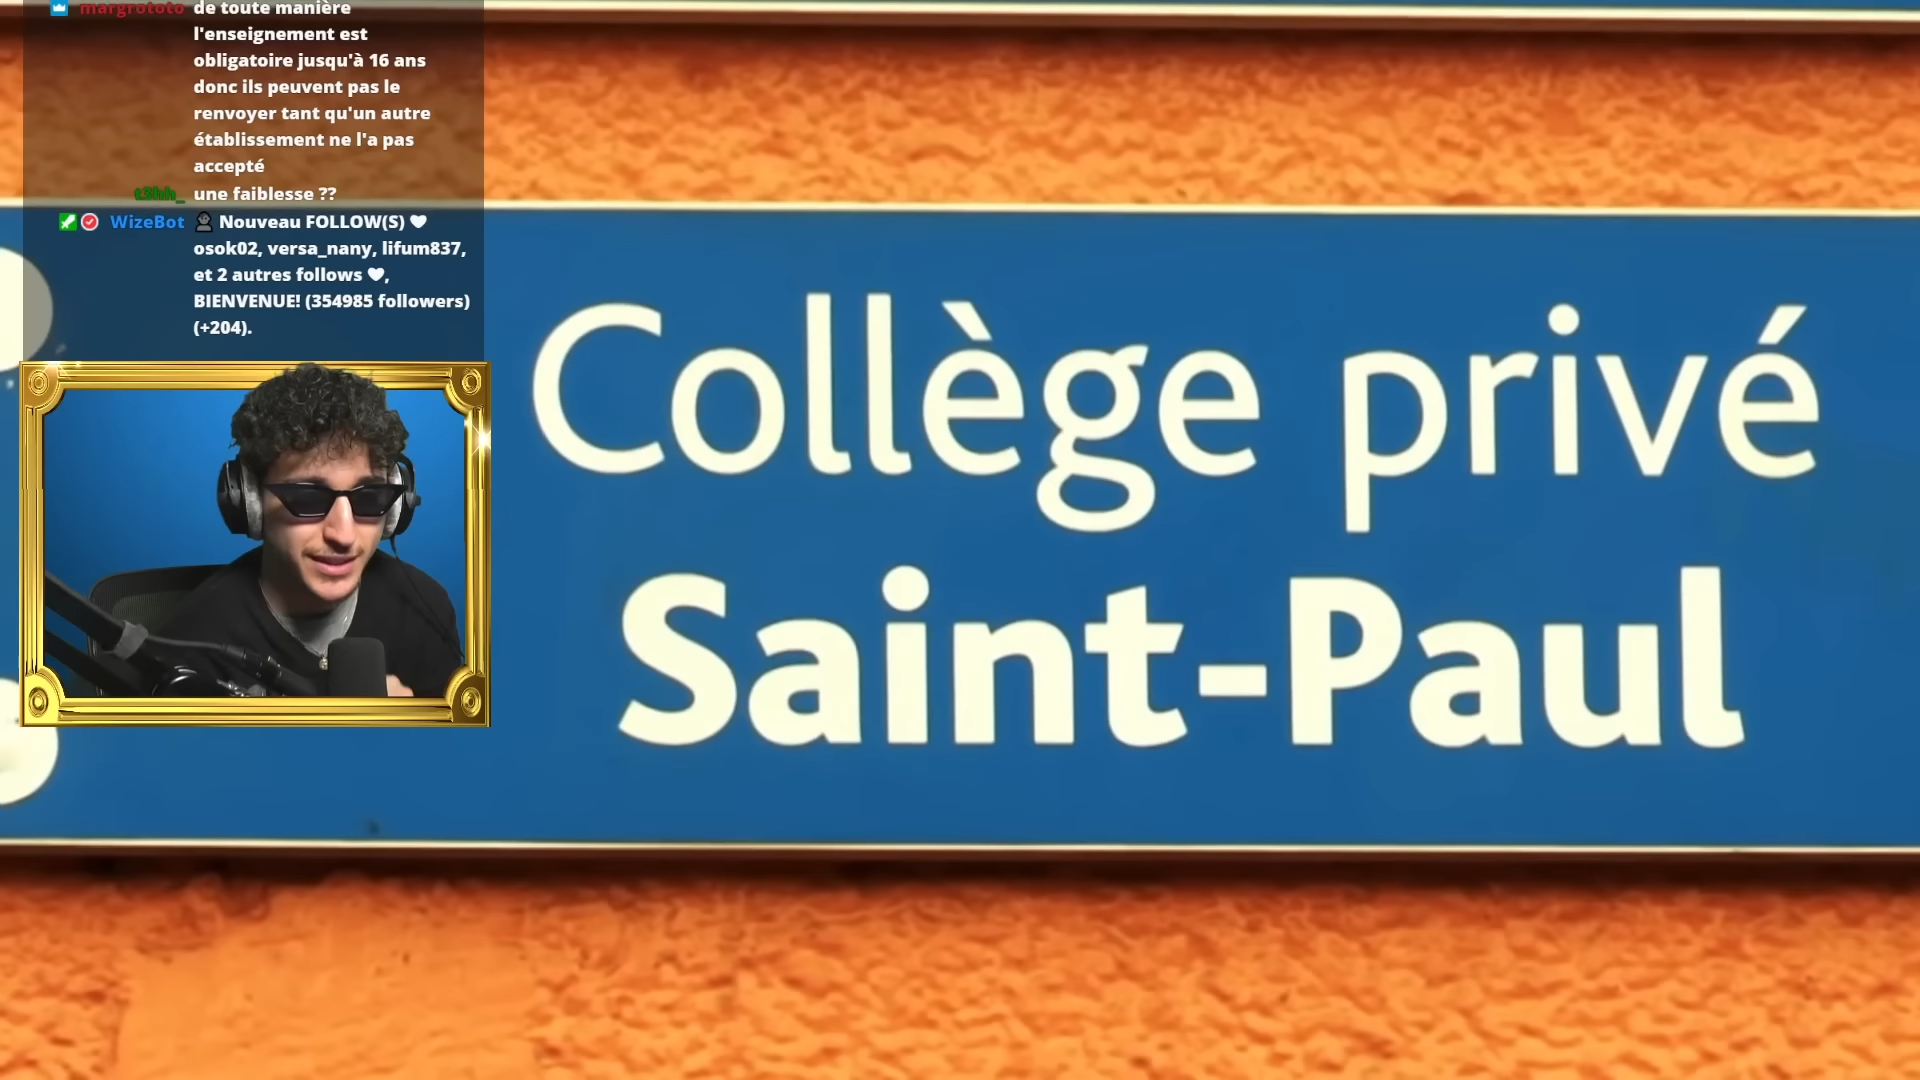 margrototo de toute manière
l'enseignement est
obligatoire jusqu'à 16 ans
donc ils peuvent pas le
renvoyer tant qu'un autre
établissement ne l'a pas
accepté
t3hh_ une faiblesse ??
WizeBot Nouveau FOLLOW(S)
osok02, versa_nany, lifum837,
et 2 autres follows ,
BIENVENUE! (354985 followers)
(+204).
Collège privé
Saint-Paul